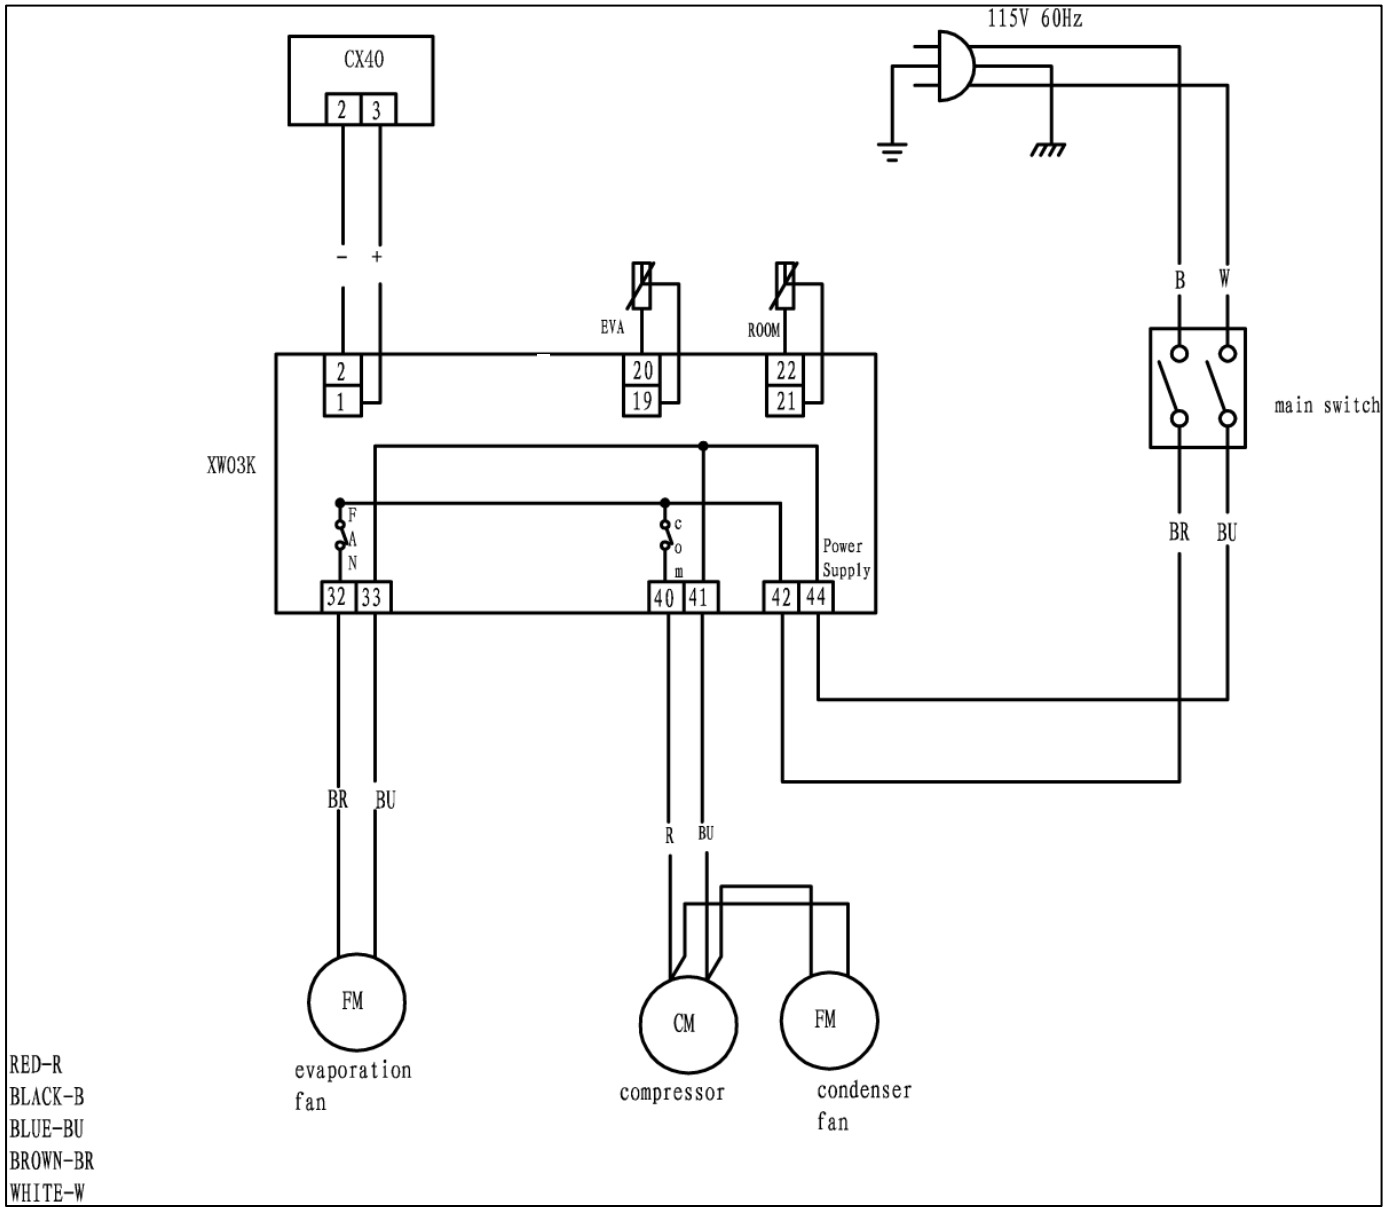 115V 60Hz
CX40
2 3
- +
B W
EVA
ROOM
2 20 22
1 19 21
main switch
XW03K
F
A
N
c
o
m
Power
Supply
BR BU
32 33 40 41 42 44
BR BU
R BU
FM
CM
FM
evaporation
fan
compressor
condenser
fan
RED-R
BLACK-B
BLUE-BU
BROWN-BR
WHITE-W